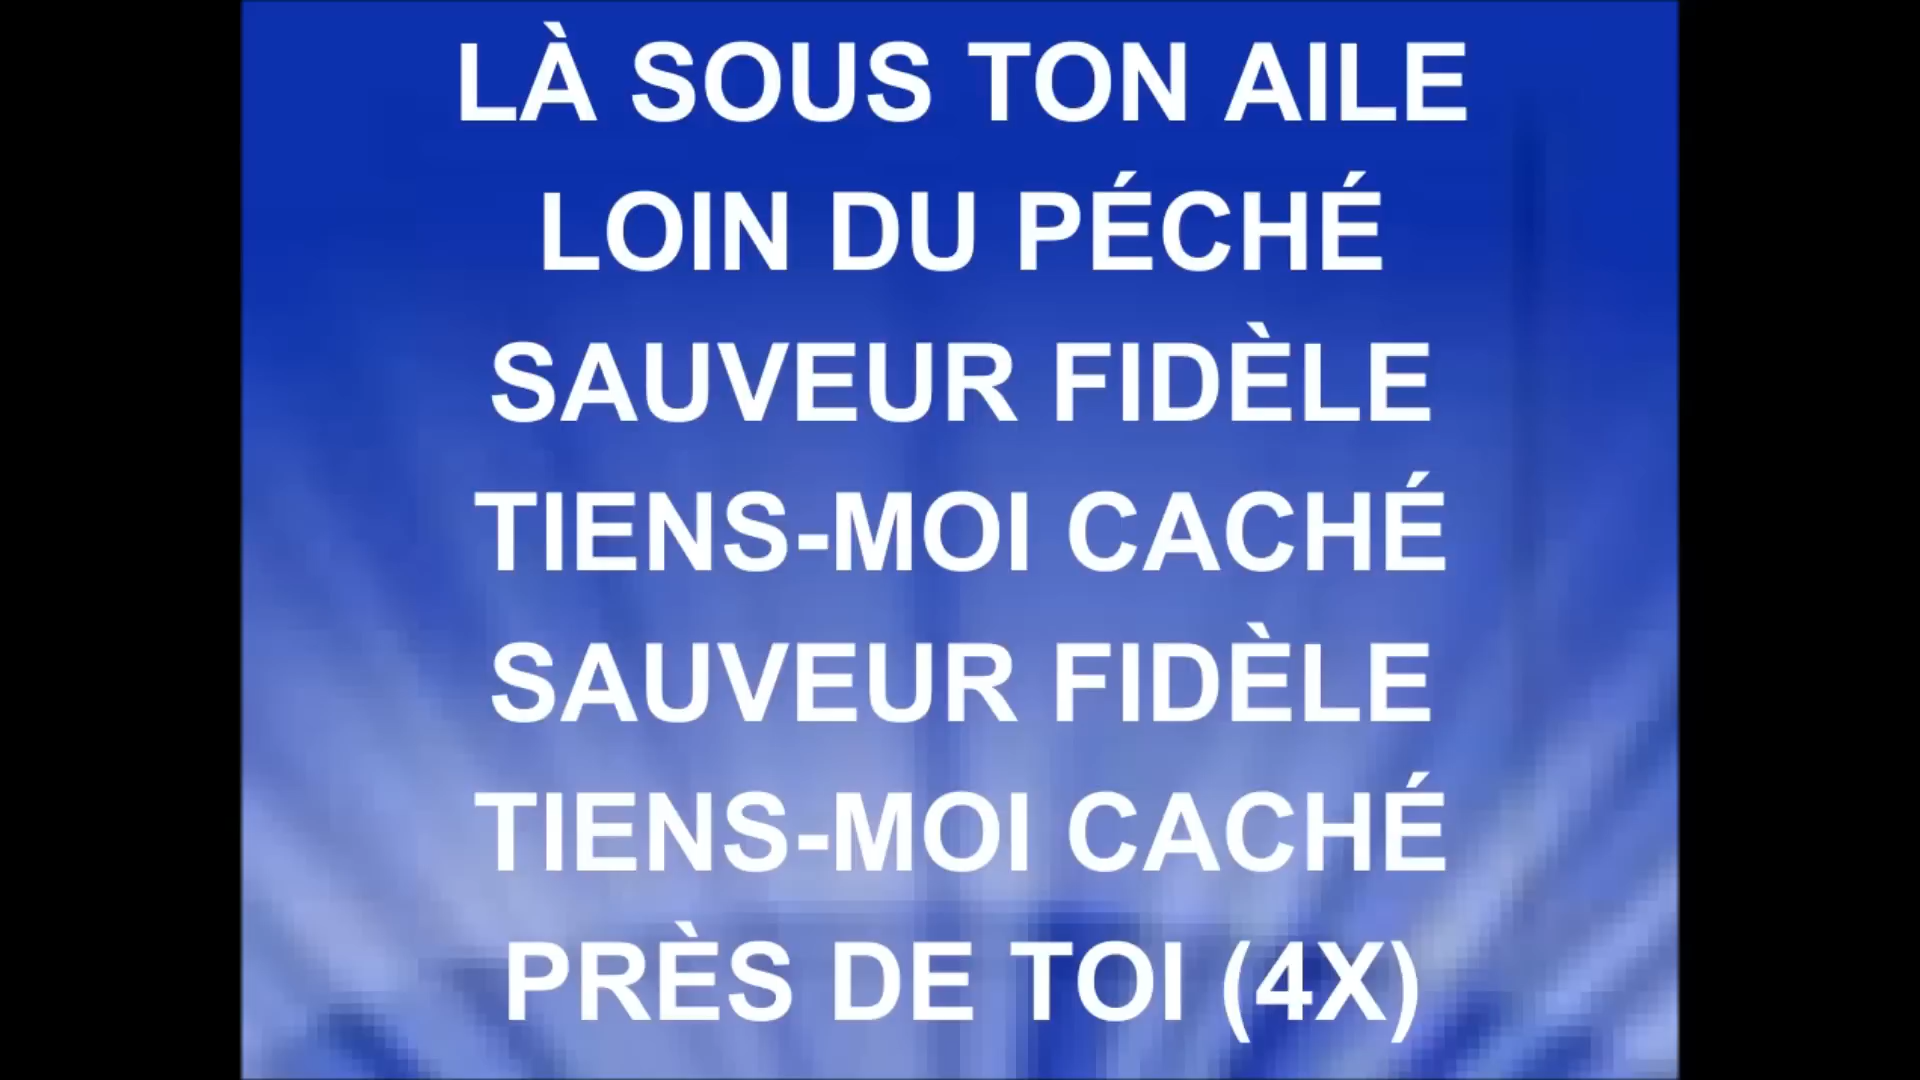 LÀ SOUS TON AILE
LOIN DU PÉCHÉ
SAUVEUR FIDÈLE
TIENS-MOI CACHÉ
SAUVEUR FIDÈLE
TIENS-MOI CACHÉ
PRÈS DE TOI (4X)